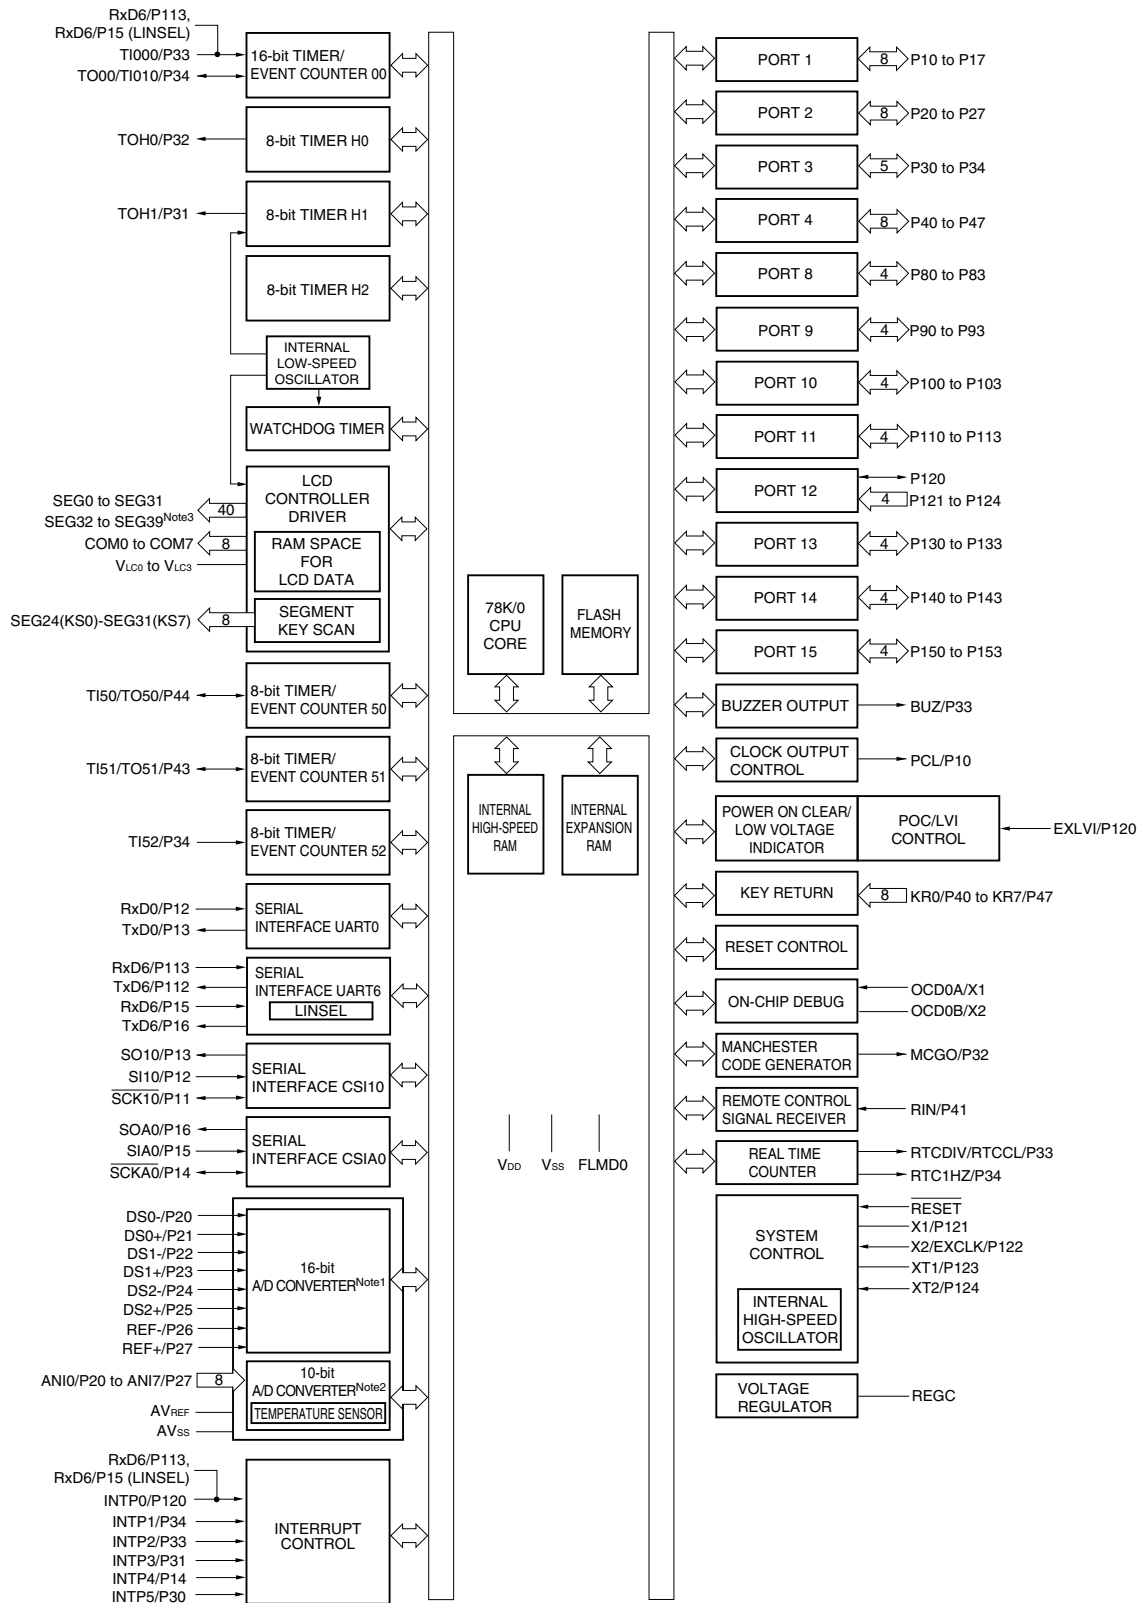 RxD6/P113,
RxD6/P15 (LINSEL)
TI000/P33
TO00/TI010/P34
16-bit TIMER/
EVENT COUNTER 00
TOH0/P32
8-bit TIMER H0
TOH1/P31
8-bit TIMER H1
8-bit TIMER H2
INTERNAL
LOW-SPEED
OSCILLATOR
WATCHDOG TIMER
SEG0 to SEG31
SEG32 to SEG39Note3
40
COM0 to COM7
8
VLC0 to VLC3
LCD
CONTROLLER
DRIVER
RAM SPACE
FOR
LCD DATA
SEG24(KS0)-SEG31(KS7)
8
SEGMENT
KEY SCAN
TI50/TO50/P44
8-bit TIMER/
EVENT COUNTER 50
TI51/TO51/P43
8-bit TIMER/
EVENT COUNTER 51
TI52/P34
8-bit TIMER/
EVENT COUNTER 52
RxD0/P12
TxD0/P13
SERIAL
INTERFACE UART0
RxD6/P113
TxD6/P112
RxD6/P15
TxD6/P16
SERIAL
INTERFACE UART6
LINSEL
SO10/P13
SI10/P12
SCK10/P11
SERIAL
INTERFACE CSI10
SOA0/P16
SIA0/P15
SCKA0/P14
SERIAL
INTERFACE CSIA0
DS0-/P20
DS0+/P21
DS1-/P22
DS1+/P23
DS2-/P24
DS2+/P25
REF-/P26
REF+/P27
16-bit
A/D CONVERTERNote1
ANI0/P20 to ANI7/P27
8
AVREF
AVSS
10-bit
A/D CONVERTERNote2
TEMPERATURE SENSOR
RxD6/P113,
RxD6/P15 (LINSEL)
INTP0/P120
INTP1/P34
INTP2/P33
INTP3/P31
INTP4/P14
INTP5/P30
INTERRUPT
CONTROL
78K/0
CPU
CORE
FLASH
MEMORY
INTERNAL
HIGH-SPEED
RAM
INTERNAL
EXPANSION
RAM
VDD
VSS
FLMD0
PORT 1
8
P10 to P17
PORT 2
8
P20 to P27
PORT 3
5
P30 to P34
PORT 4
8
P40 to P47
PORT 8
4
P80 to P83
PORT 9
4
P90 to P93
PORT 10
4
P100 to P103
PORT 11
4
P110 to P113
PORT 12
P120
4
P121 to P124
PORT 13
4
P130 to P133
PORT 14
4
P140 to P143
PORT 15
4
P150 to P153
BUZZER OUTPUT
BUZ/P33
CLOCK OUTPUT
CONTROL
PCL/P10
POWER ON CLEAR/
LOW VOLTAGE
INDICATOR
POC/LVI
CONTROL
EXLVI/P120
KEY RETURN
8
KR0/P40 to KR7/P47
RESET CONTROL
ON-CHIP DEBUG
OCD0A/X1
OCD0B/X2
MANCHESTER
CODE GENERATOR
MCGO/P32
REMOTE CONTROL
SIGNAL RECEIVER
RIN/P41
REAL TIME
COUNTER
RTCDIV/RTCCL/P33
RTC1HZ/P34
SYSTEM
CONTROL
INTERNAL
HIGH-SPEED
OSCILLATOR
RESET
X1/P121
X2/EXCLK/P122
XT1/P123
XT2/P124
VOLTAGE
REGULATOR
REGC